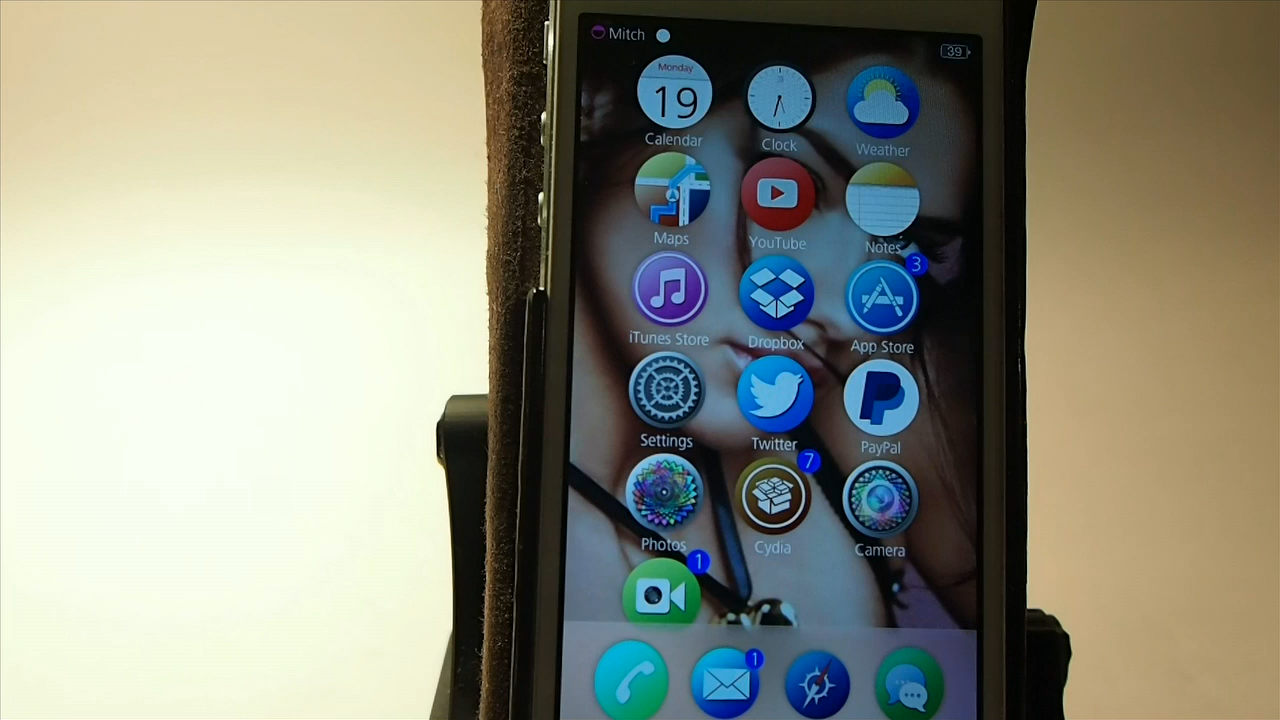 Mitch
39
Monday
19
Calendar
Clock
Weather
Maps
YouTube
Notes
3
iTunes Store
Dropbox
App Store
Settings
Twitter
PayPal
7
Photos
Cydia
Camera
1
1